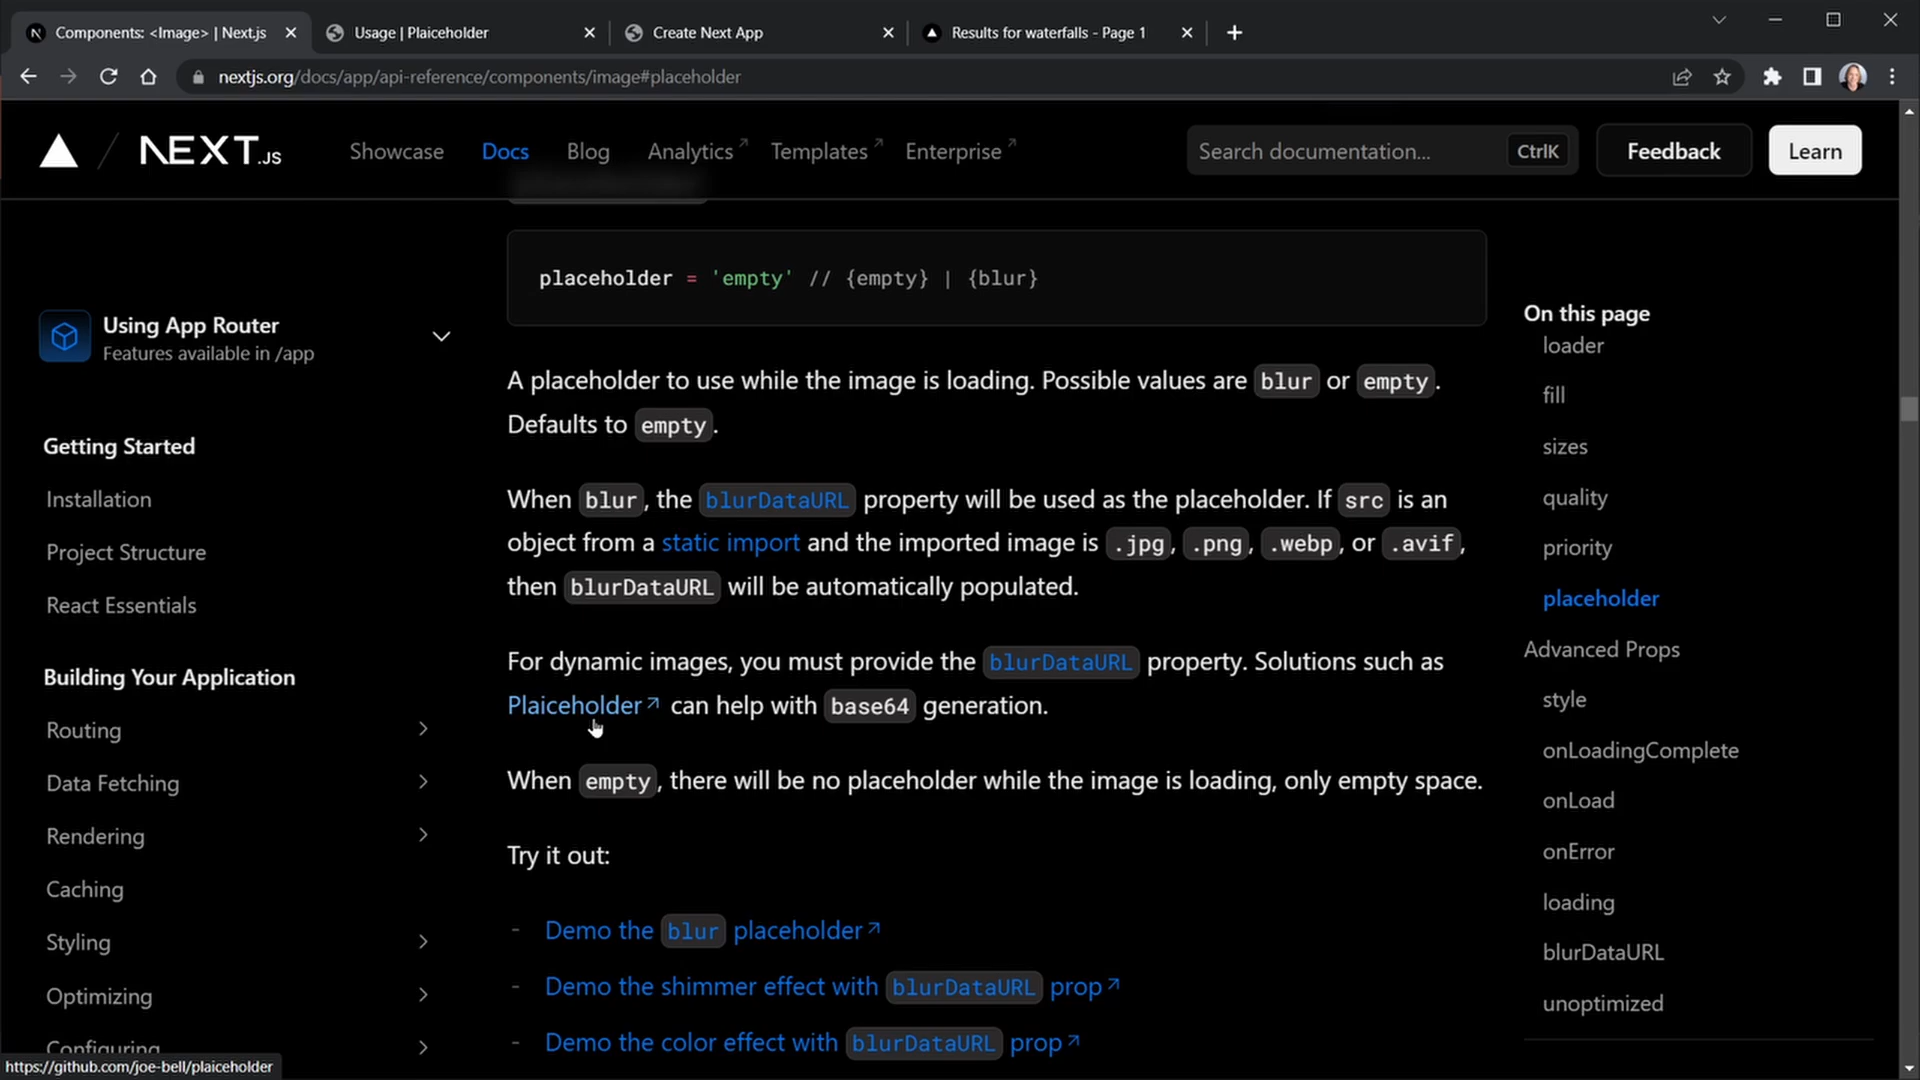 Components: <Image> | Next.js
Usage | Plaiceholder
Create Next App
Results for waterfalls - Page 1
nextjs.org/docs/app/api-reference/components/image#placeholder
NEXT.JS
Showcase
Docs
Blog
Analytics
Templates
Enterprise
Search documentation...
CtrlK
Feedback
Learn
Using App Router
Features available in /app
Getting Started
Installation
Project Structure
React Essentials
Building Your Application
Routing
Data Fetching
Rendering
Caching
Styling
Optimizing
Configuring
placeholder = 'empty' // {empty} | {blur}
A placeholder to use while the image is loading. Possible values are blur or empty.
Defaults to empty.
When blur, the blurDataURL property will be used as the placeholder. If src is an
object from a static import and the imported image is .jpg, .png, .webp, or .avif,
then blurDataURL will be automatically populated.
For dynamic images, you must provide the blurDataURL property. Solutions such as
Plaiceholder can help with base64 generation.
When empty, there will be no placeholder while the image is loading, only empty space.
Try it out:
- Demo the blur placeholder
- Demo the shimmer effect with blurDataURL prop
- Demo the color effect with blurDataURL prop
On this page
loader
fill
sizes
quality
priority
placeholder
Advanced Props
style
onLoadingComplete
onLoad
onError
loading
blurDataURL
unoptimized
https://github.com/joe-bell/plaiceholder